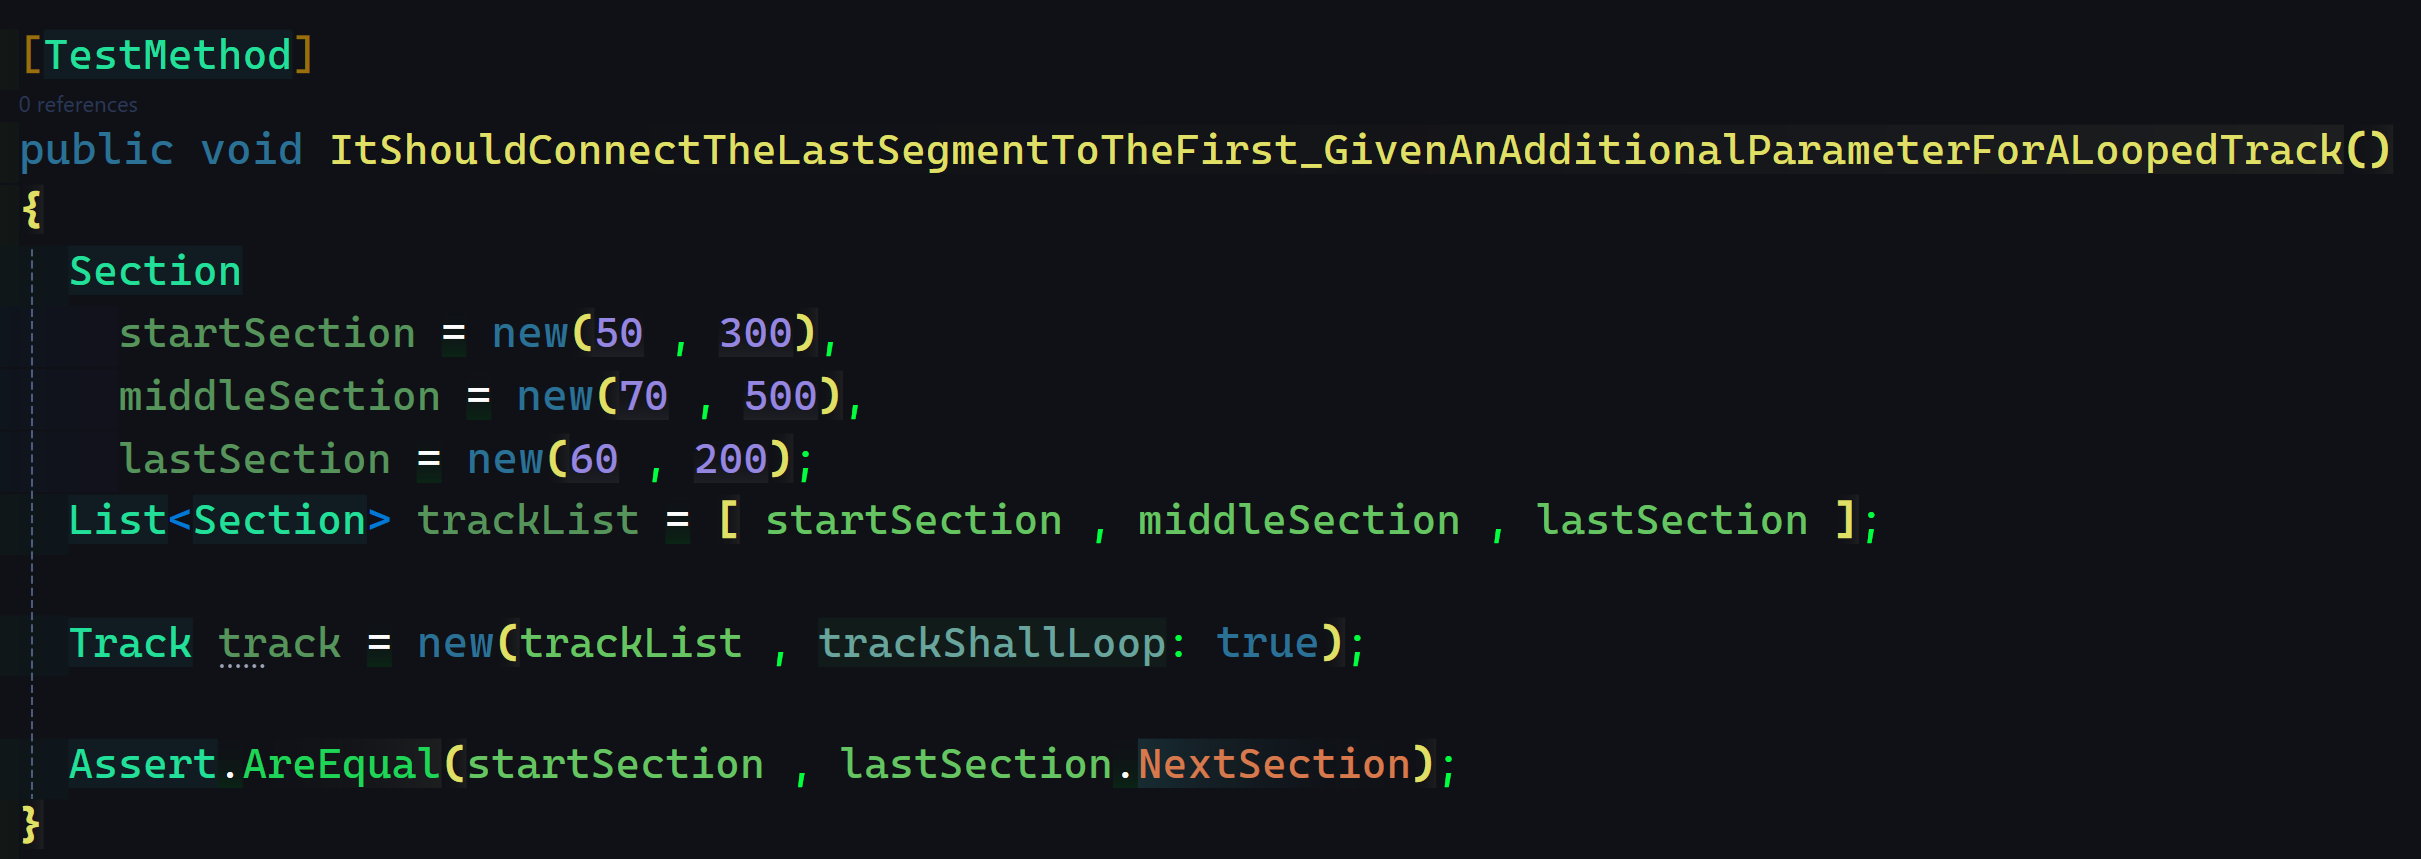 [TestMethod]
0 references
public void ItShouldConnectTheLastSegmentToTheFirst_GivenAnAdditionalParameterForALoopedTrack()
{
Section
startSection = new(50 , 300),
middleSection = new(70 , 500),
lastSection = new(60 , 200);
List<Section> trackList = [ startSection , middleSection , lastSection ];
Track track = new(trackList , trackShallLoop: true);
Assert.AreEqual(startSection , lastSection.NextSection);
}